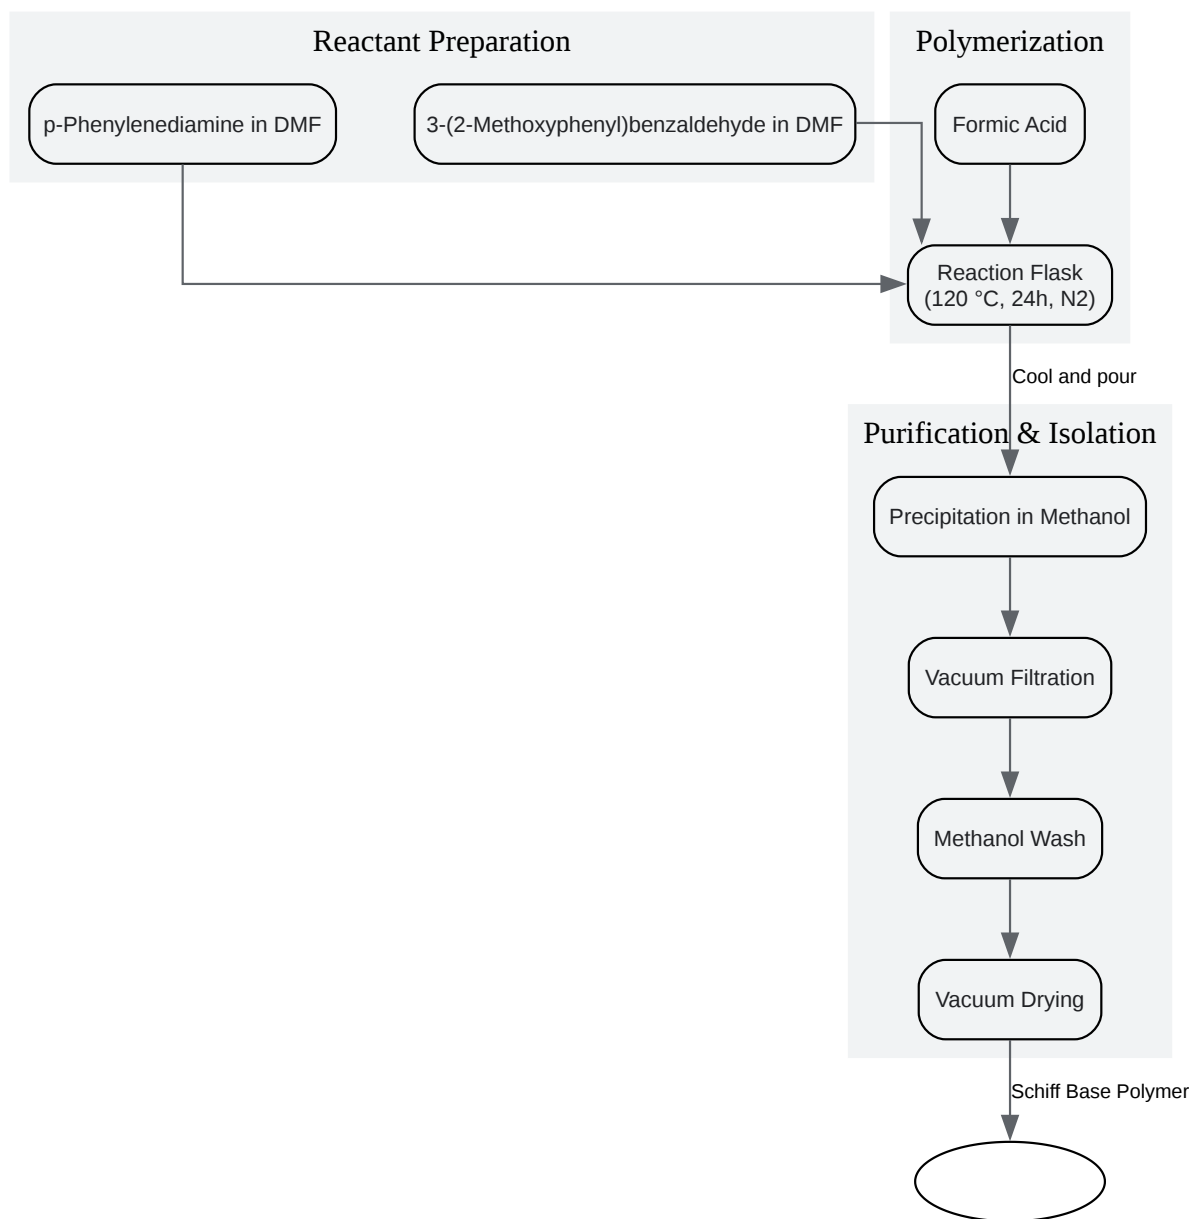 Reactant Preparation
Polymerization
p-Phenylenediamine in DMF
3-(2-Methoxyphenyl)benzaldehyde in DMF
Formic Acid
Reaction Flask
(120 °C, 24h, N2)
Cool and pour
Purification & Isolation
Precipitation in Methanol
Vacuum Filtration
Methanol Wash
Vacuum Drying
Schiff Base Polymer